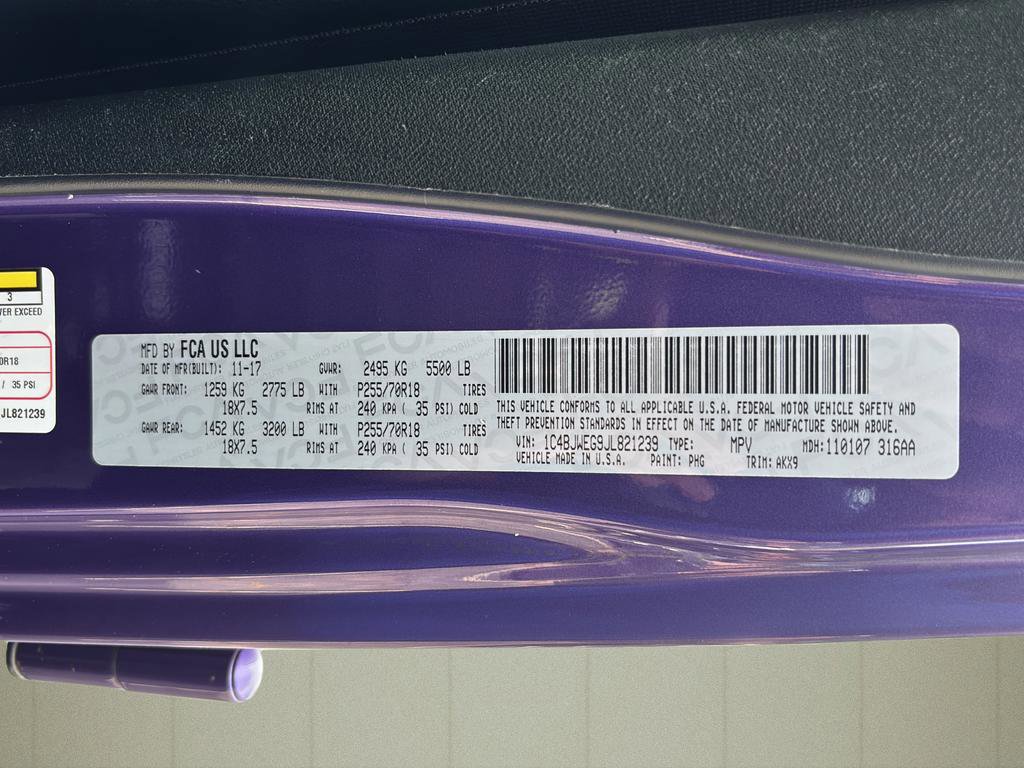 3
ER EXCEED
0R18
/ 35 PSI
JL821239
MFD BY FCA US LLC
DATE OF MFR(BUILT): 11-17 GVWR: 2495 KG 5500 LB
GAWR FRONT: 1259 KG 2775 LB WITH P255/70R18 TIRES
18X7.5 RIMS AT 240 KPA ( 35 PSI) COLD
GAWR REAR: 1452 KG 3200 LB WITH P255/70R18 TIRES
18X7.5 RIMS AT 240 KPA ( 35 PSI) COLD
THIS VEHICLE CONFORMS TO ALL APPLICABLE U.S.A. FEDERAL MOTOR VEHICLE SAFETY AND
THEFT PREVENTION STANDARDS IN EFFECT ON THE DATE OF MANUFACTURE SHOWN ABOVE.
VIN: 1C4BJWEG9JL821239 TYPE: MPV MDH:110107 316AA
VEHICLE MADE IN U.S.A. PAINT: PHG TRIM: AKX9